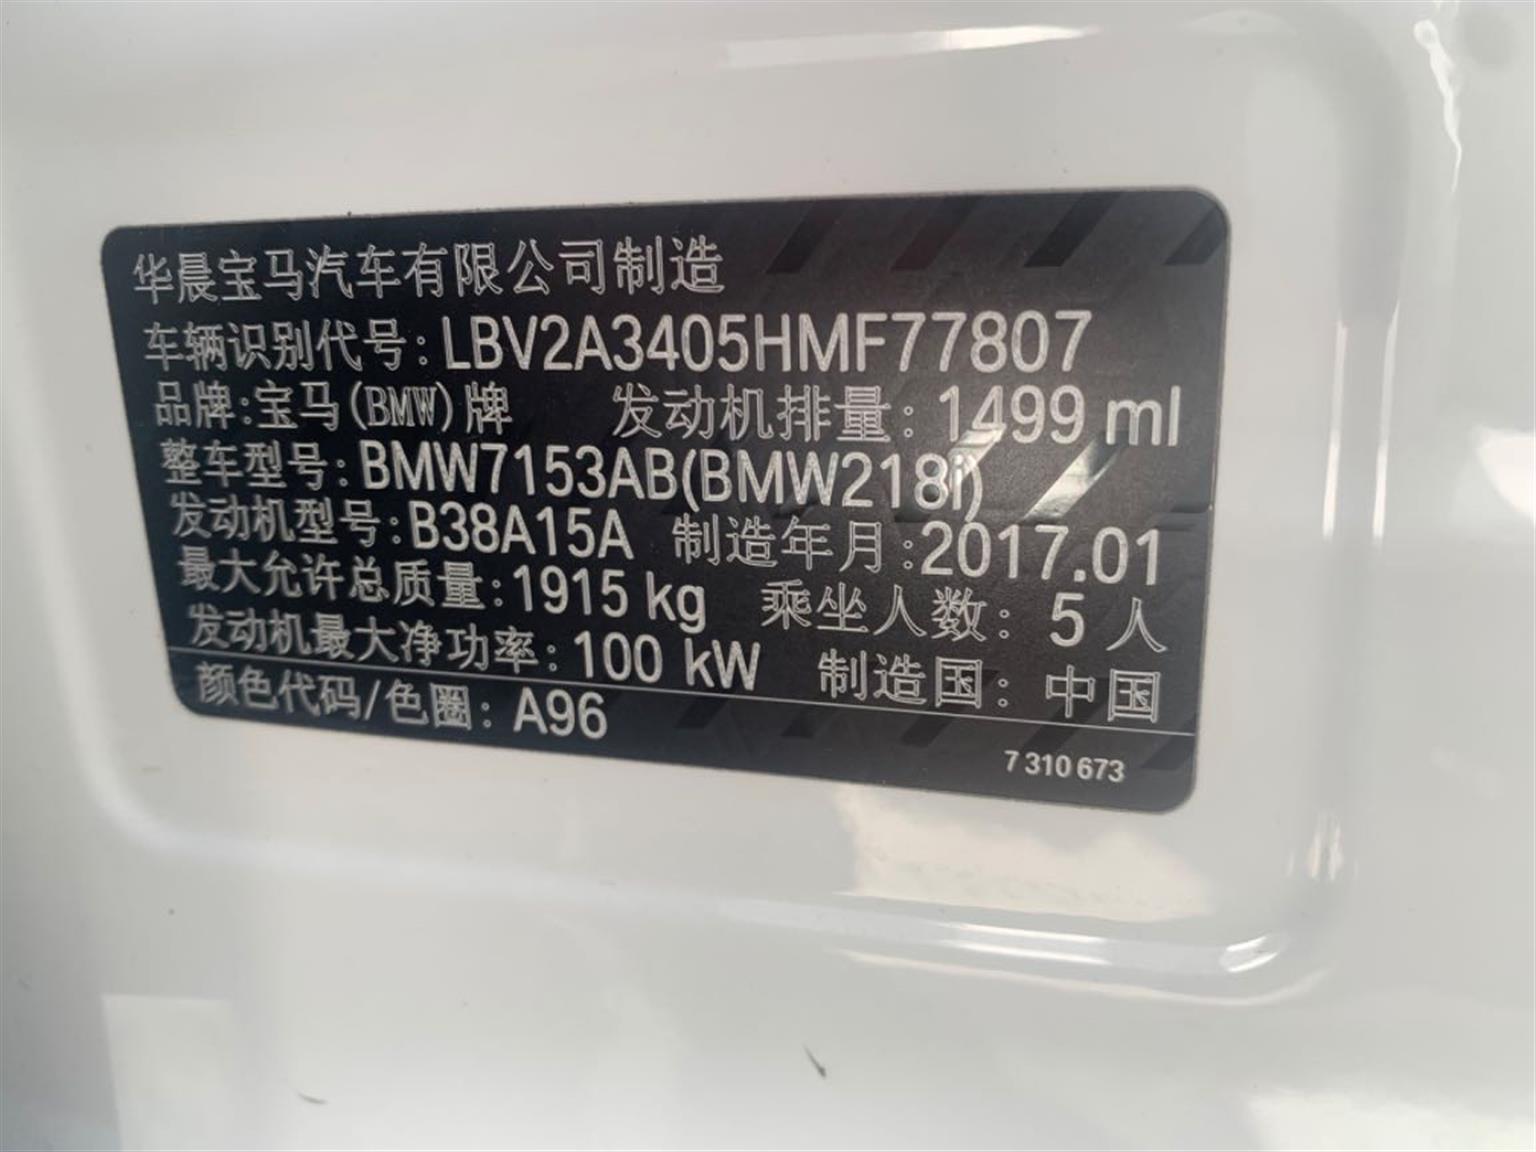 华晨宝马汽车有限公司制造
车辆识别代号: LBV2A3405HMF77807
品牌:宝马(BMW)牌 发动机排量: 1499 ml
整车型号: BMW7153AB(BMW218i)
发动机型号: B38A15A 制造年月: 2017.01
最大允许总质量: 1915 kg 乘坐人数: 5 人
发动机最大净功率: 100 kW 制造国: 中国
颜色代码/色圈: A96
7 310 673